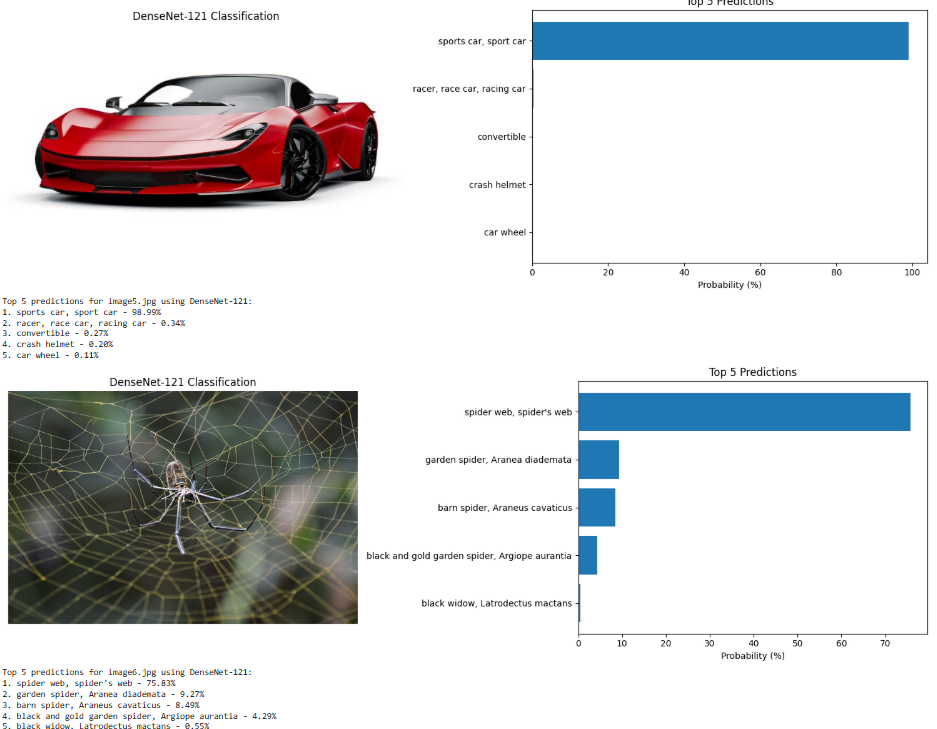 DenseNet-121 Classification
Top 5 Predictions
sports car, sport car
racer, race car, racing car
convertible
crash helmet
car wheel
0 20 40 60 80 100
Probability (%)
Top 5 predictions for image5.jpg using DenseNet-121:
1. sports car, sport car - 98.99%
2. racer, race car, racing car - 0.34%
3. convertible - 0.27%
4. crash helmet - 0.20%
5. car wheel - 0.11%
DenseNet-121 Classification
Top 5 Predictions
spider web, spider's web
garden spider, Aranea diademata
barn spider, Araneus cavaticus
black and gold garden spider, Argiope aurantia
black widow, Latrodectus mactans
0 10 20 30 40 50 60 70
Probability (%)
Top 5 predictions for image6.jpg using DenseNet-121:
1. spider web, spider's web - 75.83%
2. garden spider, Aranea diademata - 9.27%
3. barn spider, Araneus cavaticus - 8.49%
4. black and gold garden spider, Argiope aurantia - 4.29%
5. black widow, Latrodectus mactans - 0.55%